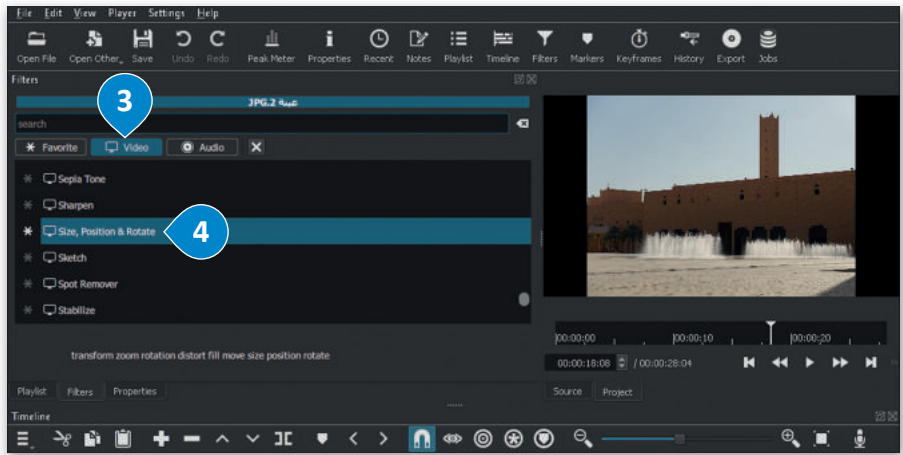 File Edit View Player Settings Help
Open File Open Other.. Save Undo Redo Peak Meter Properties Recent Notes Playlist Timeline Filters Markers Keyframes History Export Jobs
Filters
3
عينة 2.JPG
search
Favorite Video Audio
Sepia Tone
Sharpen
Size, Position & Rotate
4
Sketch
Spot Remover
Stabilize
transform zoom rotation distort fill move size position rotate
00:00:00 00:00:10 00:00:20
00:00:18:08 / 00:00:28:04
Playlist Filters Properties
Source Project
Timeline